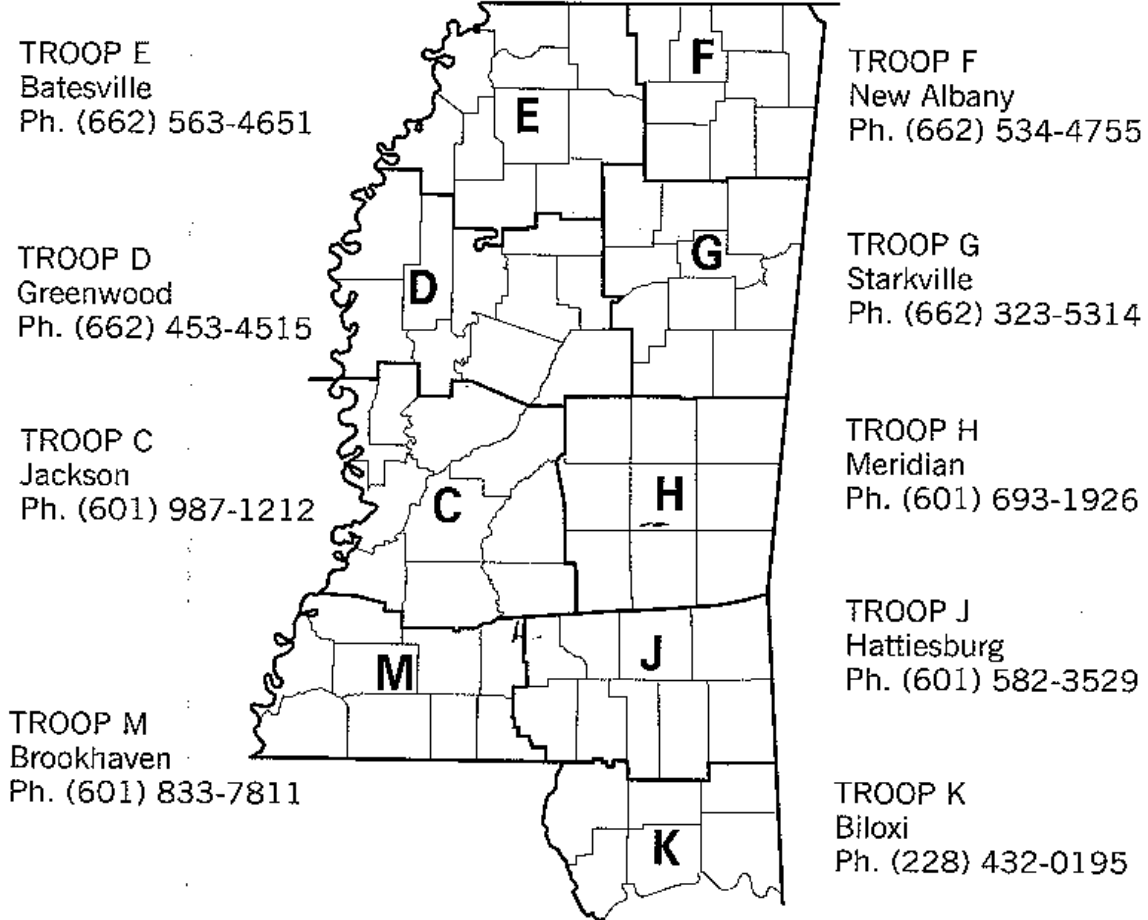 TROOP E
Batesville
Ph. (662) 563-4651
TROOP D
Greenwood
Ph. (662) 453-4515
TROOP C
Jackson
Ph. (601) 987-1212
TROOP M
Brookhaven
Ph. (601) 833-7811
F
E
G
D
C
H
M
J
K
TROOP F
New Albany
Ph. (662) 534-4755
TROOP G
Starkville
Ph. (662) 323-5314
TROOP H
Meridian
Ph. (601) 693-1926
TROOP J
Hattiesburg
Ph. (601) 582-3529
TROOP K
Biloxi
Ph. (228) 432-0195